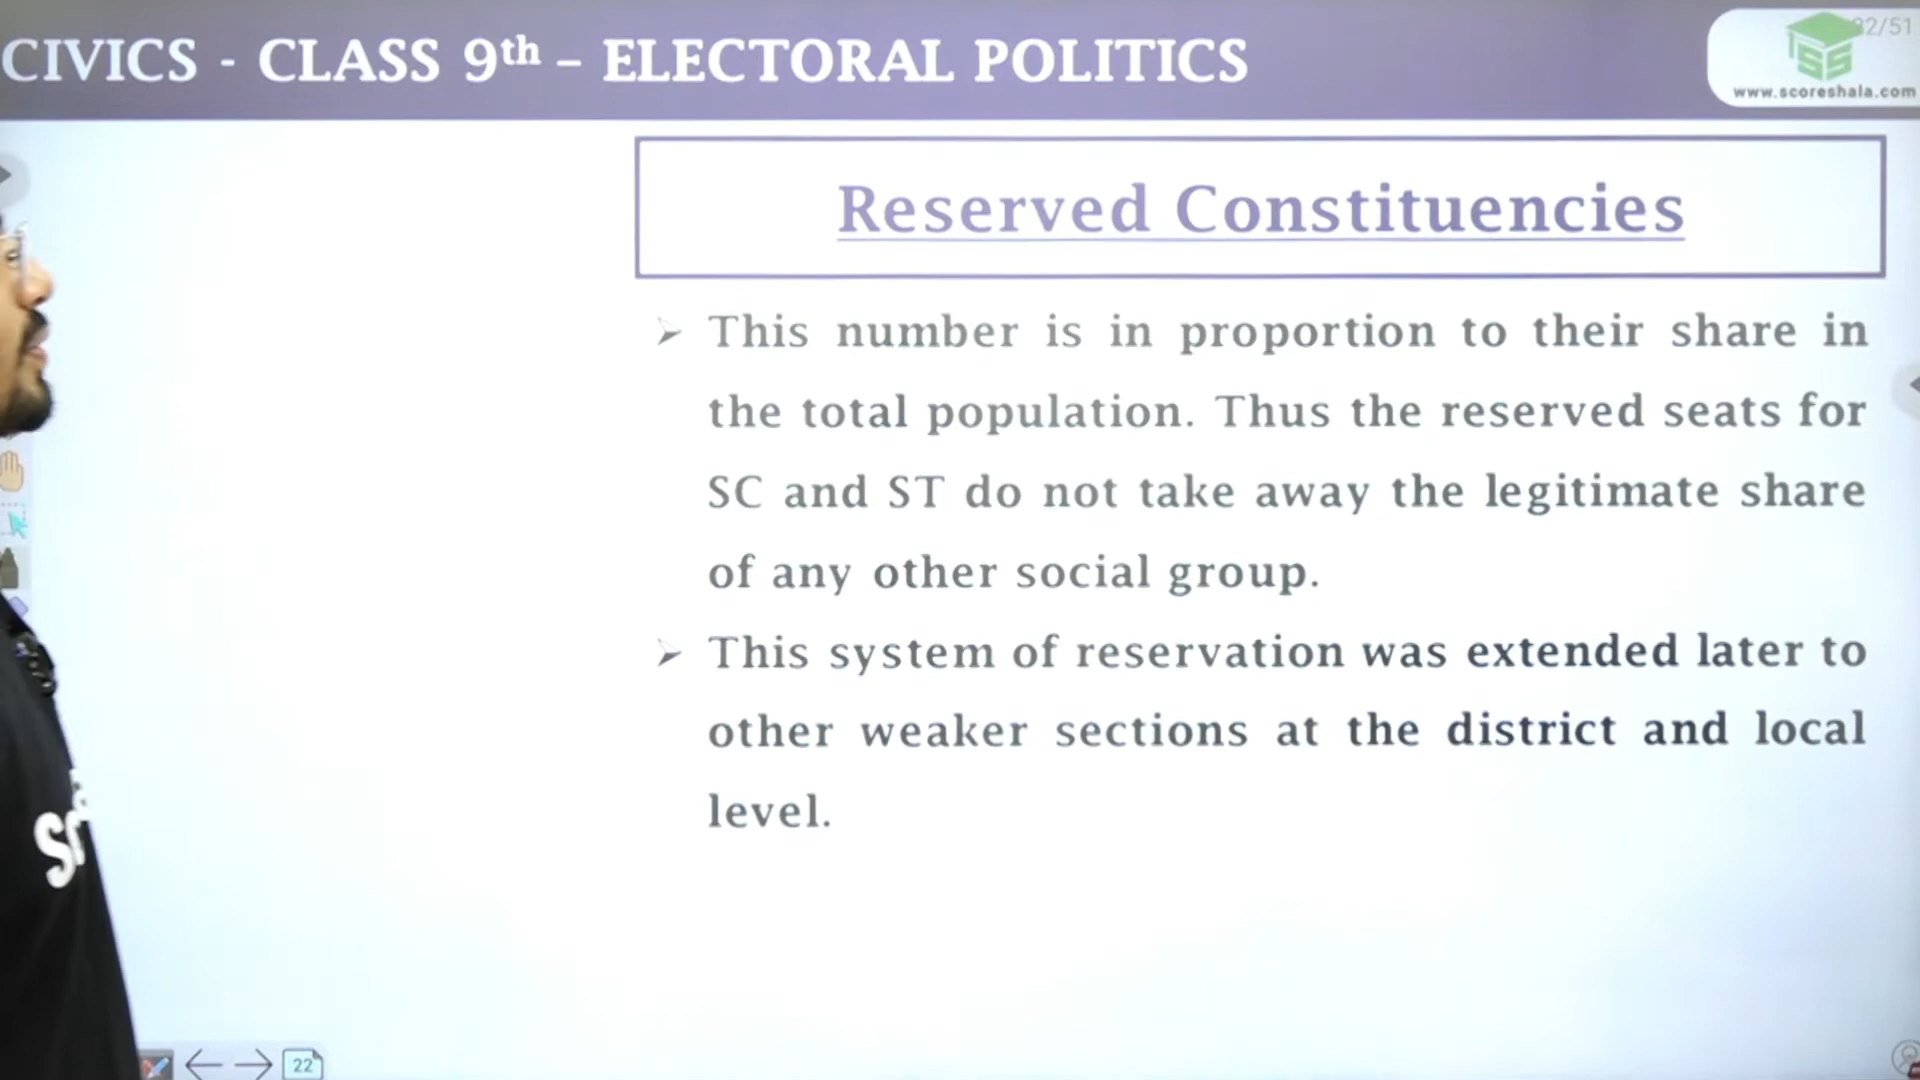 CIVICS - CLASS 9th – ELECTORAL POLITICS
22/51
SS
www.scoreshala.com
Reserved Constituencies
➢ This number is in proportion to their share in
the total population. Thus the reserved seats for
SC and ST do not take away the legitimate share
of any other social group.
➢ This system of reservation was extended later to
other weaker sections at the district and local
level.
22